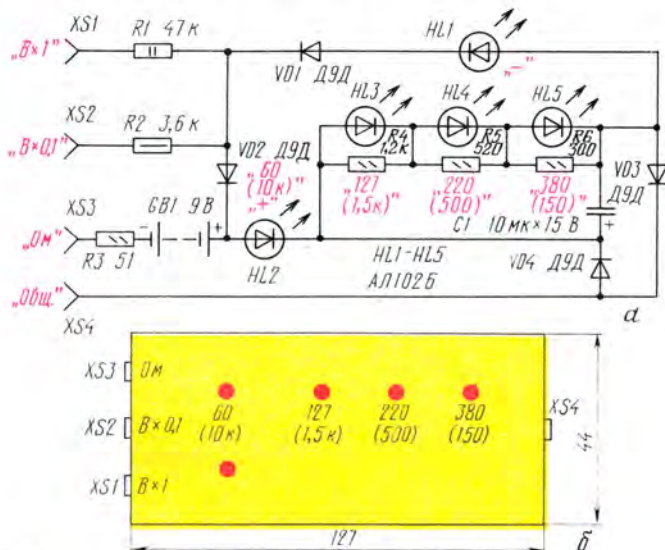 XS1 R1 47к HL1
„В×1" VD1 Д9Д „—"
XS2 HL3 HL4 HL5
R2 3,6к R4 1,2к R5 520 R6 300
„В×0,1" VD2 Д9Д VD3 Д9Д
„60 (10к)" „+" „127 (1,5к)" „220 (500)" „380 (150)"
XS3 GB1 9В C1 10мк×15В
„Ом" − +
R3 51 HL2 HL1-HL5 VD4 Д9Д
АЛ102Б
„Общ." а
XS4
XS3 Ом
60 127 220 380 XS4
XS2 В×0,1 (10к) (1,5к) (500) (150)
44
XS1 В×1
127 б